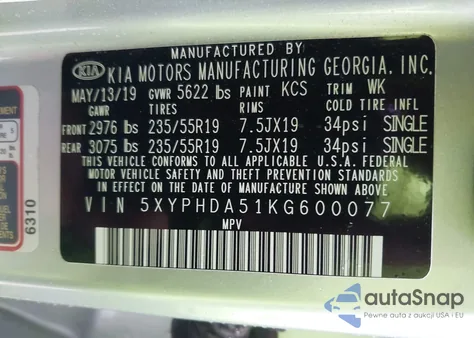 MANUFACTURED BY
KIA KIA MOTORS MANUFACTURING GEORGIA, INC.
MAY/13/19 GVWR 5622 lbs PAINT KCS TRIM WK
GAWR TIRES RIMS COLD TIRE INFL
FRONT 2976 lbs 235/55R19 7.5JX19 34psi SINGLE
REAR 3075 lbs 235/55R19 7.5JX19 34psi SINGLE
THIS VEHICLE CONFORMS TO ALL APPLICABLE U.S.A. FEDERAL
MOTOR VEHICLE SAFETY AND THEFT PREVENTION STANDARDS
IN EFFECT ON THE DATE OF MANUFACTURE SHOWN ABOVE
VIN 5XYPHDA51KG600077
MPV
6310
autoSnap
Pewne auta z aukcji USA i EU